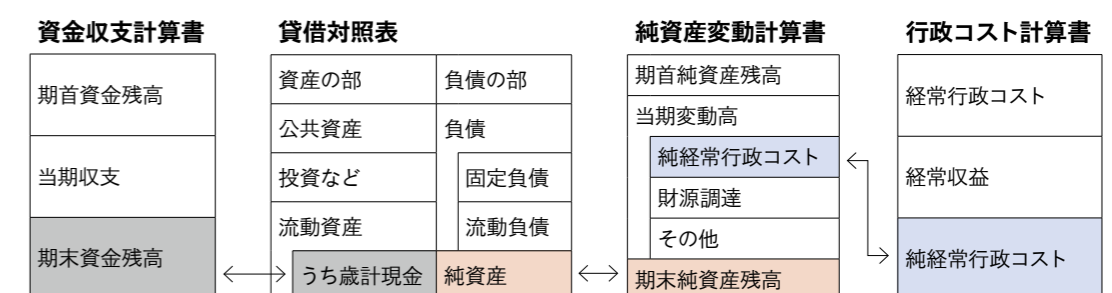 資金収支計算書
期首資金残高
当期収支
期末資金残高
貸借対照表
資産の部
負債の部
公共資産
負債
投資など
固定負債
流動資産
流動負債
うち歳計現金
純資産
純資産変動計算書
期首純資産残高
当期変動高
純経常行政コスト
財源調達
その他
期末純資産残高
行政コスト計算書
経常行政コスト
経常収益
純経常行政コスト